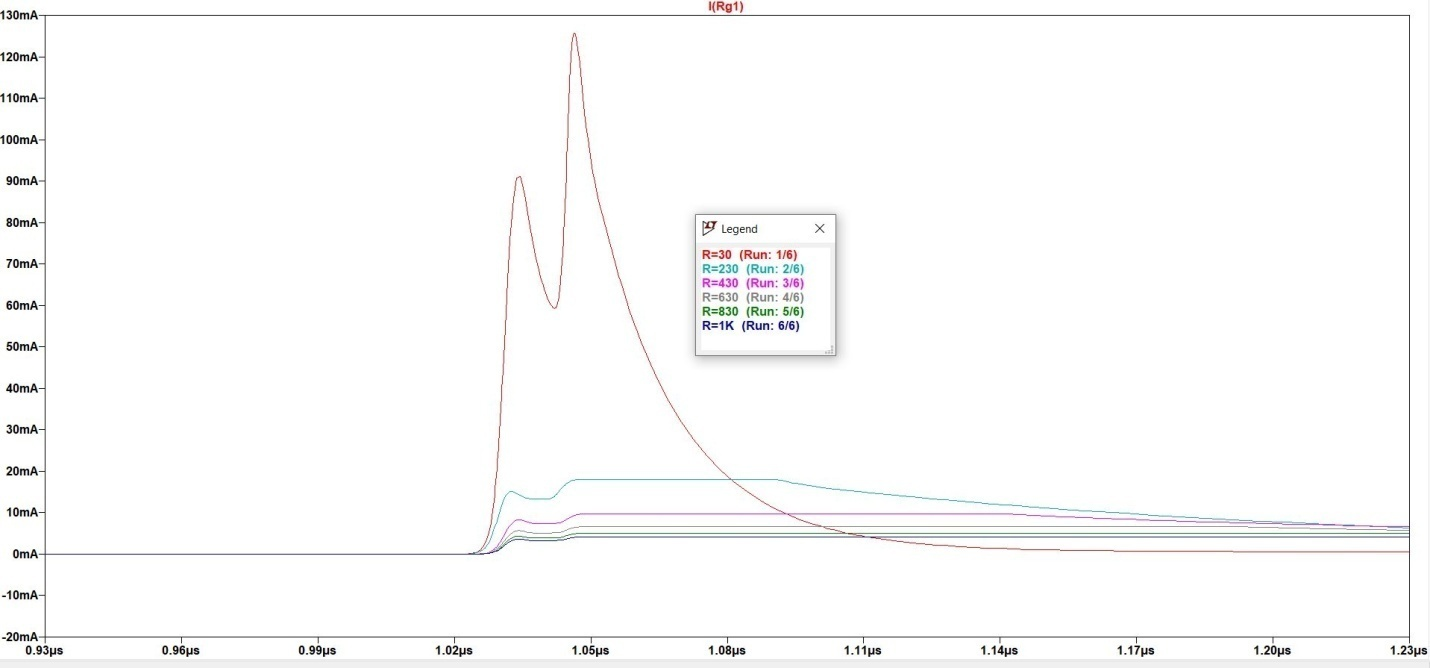 I(Rg1)
130mA
120mA
110mA
100mA
90mA
80mA
70mA
60mA
50mA
40mA
30mA
20mA
10mA
0mA
-10mA
-20mA
0.93µs 0.96µs 0.99µs 1.02µs 1.05µs 1.08µs 1.11µs 1.14µs 1.17µs 1.20µs 1.23µs
Legend
R=30 (Run: 1/6)
R=230 (Run: 2/6)
R=430 (Run: 3/6)
R=630 (Run: 4/6)
R=830 (Run: 5/6)
R=1K (Run: 6/6)